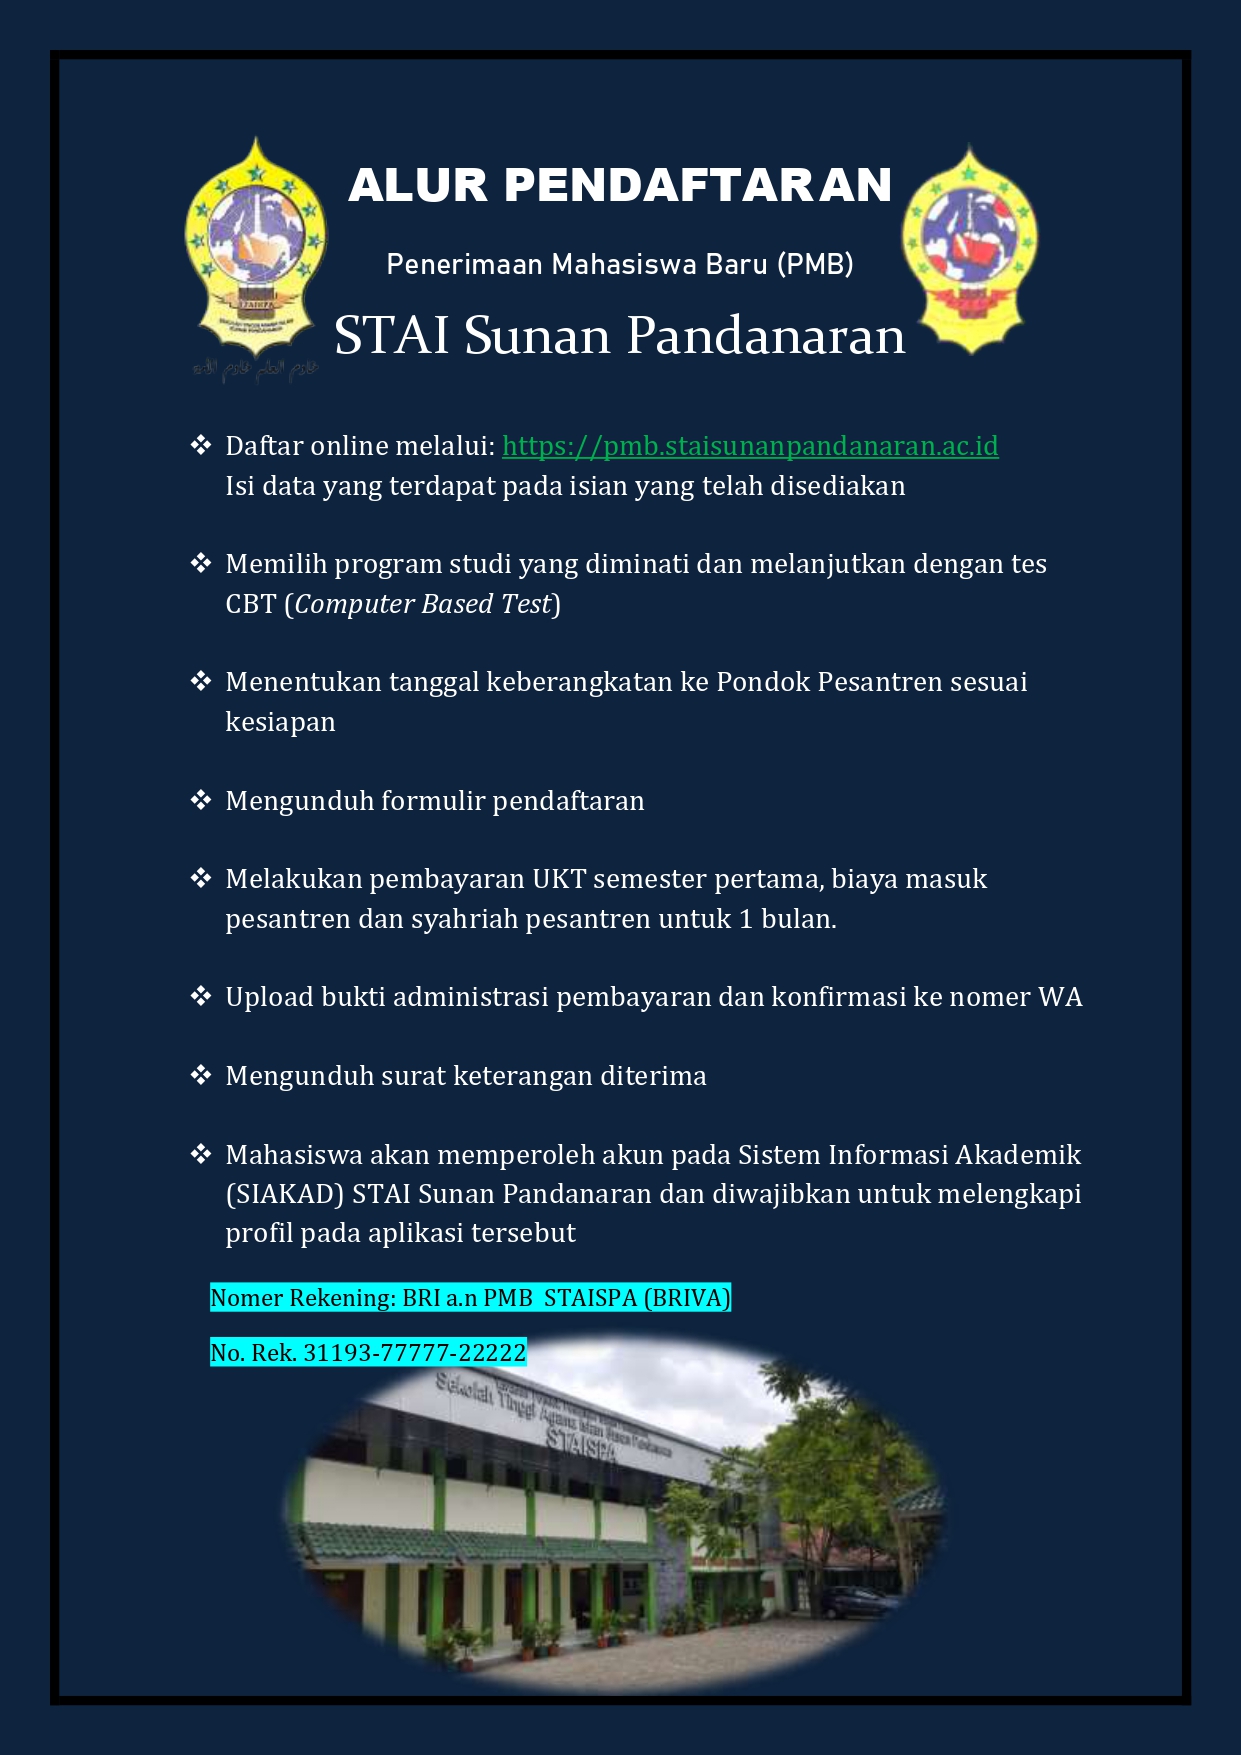 ALUR PENDAFTARAN
Penerimaan Mahasiswa Baru (PMB)
STAI Sunan Pandanaran
❖ Daftar online melalui: https://pmb.staisunanpandanaran.ac.id
Isi data yang terdapat pada isian yang telah disediakan
❖ Memilih program studi yang diminati dan melanjutkan dengan tes
CBT (Computer Based Test)
❖ Menentukan tanggal keberangkatan ke Pondok Pesantren sesuai
kesiapan
❖ Mengunduh formulir pendaftaran
❖ Melakukan pembayaran UKT semester pertama, biaya masuk
pesantren dan syahriah pesantren untuk 1 bulan.
❖ Upload bukti administrasi pembayaran dan konfirmasi ke nomer WA
❖ Mengunduh surat keterangan diterima
❖ Mahasiswa akan memperoleh akun pada Sistem Informasi Akademik
(SIAKAD) STAI Sunan Pandanaran dan diwajibkan untuk melengkapi
profil pada aplikasi tersebut
Nomer Rekening: BRI a.n PMB STAISPA (BRIVA)
No. Rek. 31193-77777-22222
Sekolah Tinggi Agama Islam Sunan Pandanaran
STAISPA